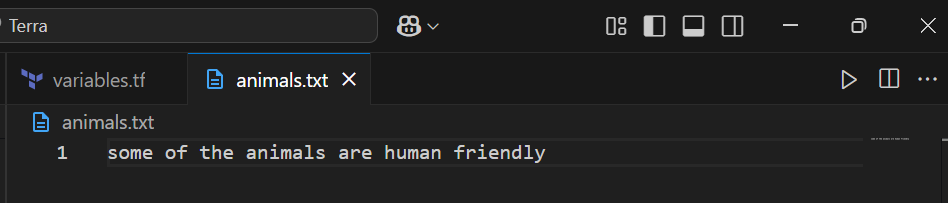 Terra
variables.tf animals.txt
animals.txt
1 some of the animals are human friendly